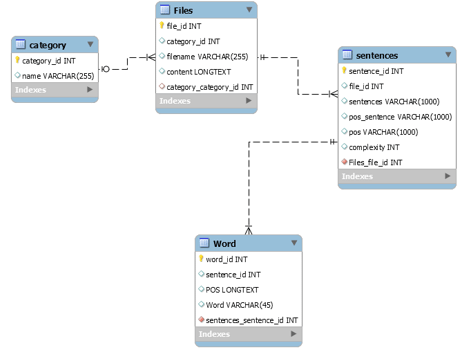 Files
file_id INT
category_id INT
filename VARCHAR(255)
content LONGTEXT
category_category_id INT
Indexes
category
category_id INT
name VARCHAR(255)
Indexes
sentences
sentence_id INT
file_id INT
sentences VARCHAR(1000)
pos_sentence VARCHAR(1000)
pos VARCHAR(1000)
complexity INT
Files_file_id INT
Indexes
Word
word_id INT
sentence_id INT
POS LONGTEXT
Word VARCHAR(45)
sentences_sentence_id INT
Indexes